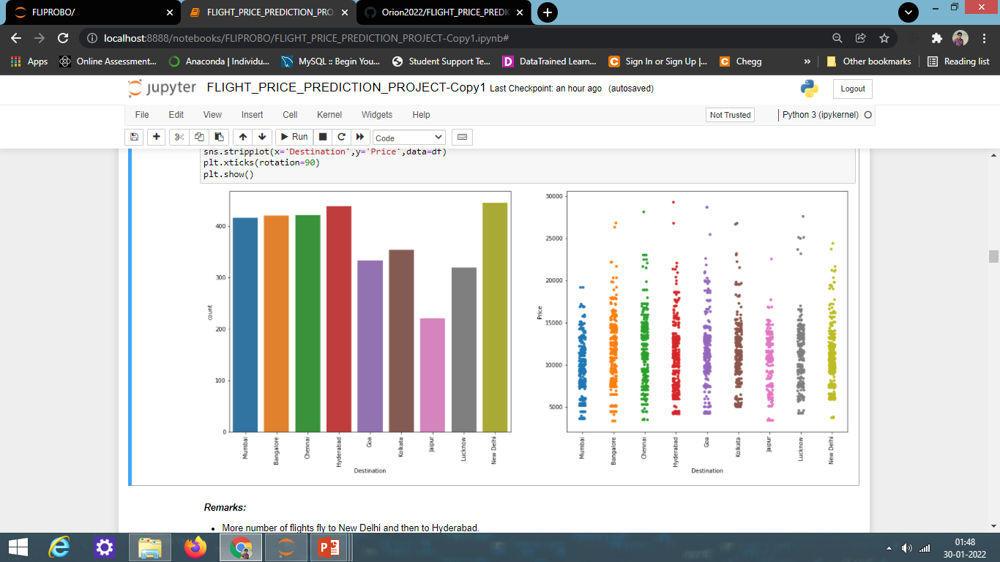 FLIPROBO/
FLIGHT_PRICE_PREDICTION_PRO
Orion2022/FLIGHT_PRICE_PREDI
localhost:8888/notebooks/FLIPROBO/FLIGHT_PRICE_PREDICTION_PROJECT-Copy1.ipynb#
Apps Online Assessment... Anaconda | Individu... MySQL :: Begin You... Student Support Te... DataTrained Learn... Sign In or Sign Up |... Chegg » Other bookmarks Reading list
jupyter FLIGHT_PRICE_PREDICTION_PROJECT-Copy1 Last Checkpoint: an hour ago (autosaved) Logout
File Edit View Insert Cell Kernel Widgets Help Not Trusted Python 3 (ipykernel)
Run Code
sns.stripplot(x='Destination',y='Price',data=df)
plt.xticks(rotation=90)
plt.show()
400
300
200
100
0
count
Mumbai
Bangalore
Chennai
Hyderabad
Goa
Kolkata
Jaipur
Lucknow
New Delhi
Destination
30000
25000
20000
15000
10000
5000
Price
Mumbai
Bangalore
Chennai
Hyderabad
Goa
Kolkata
Jaipur
Lucknow
New Delhi
Destination
Remarks:
• More number of flights fly to New Delhi and then to Hyderabad.
01:48
30-01-2022